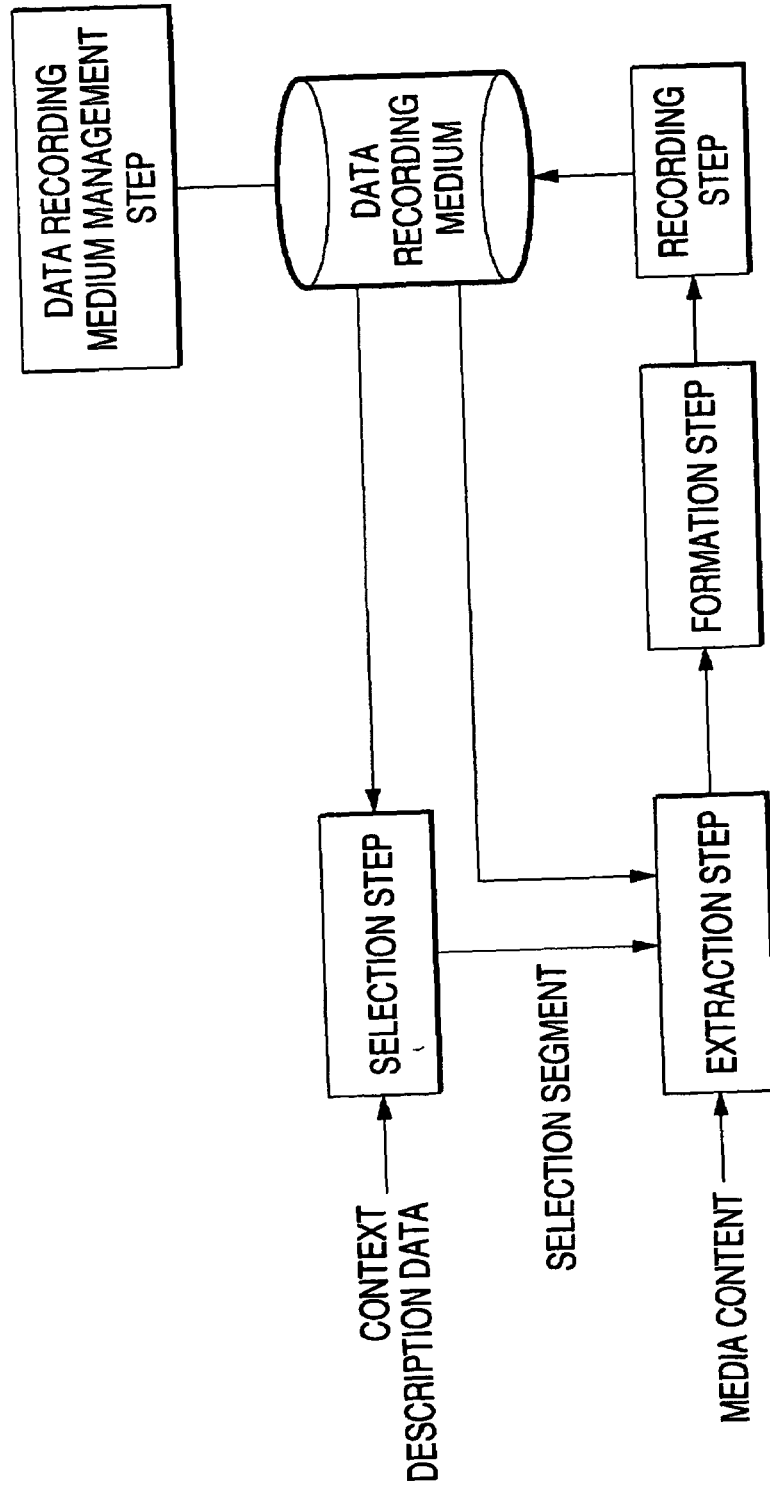 DATA RECORDING
MEDIUM MANAGEMENT
STEP
CONTEXT
DESCRIPTION DATA
SELECTION STEP
DATA
RECORDING
MEDIUM
SELECTION SEGMENT
MEDIA CONTENT
EXTRACTION STEP
FORMATION STEP
RECORDING
STEP